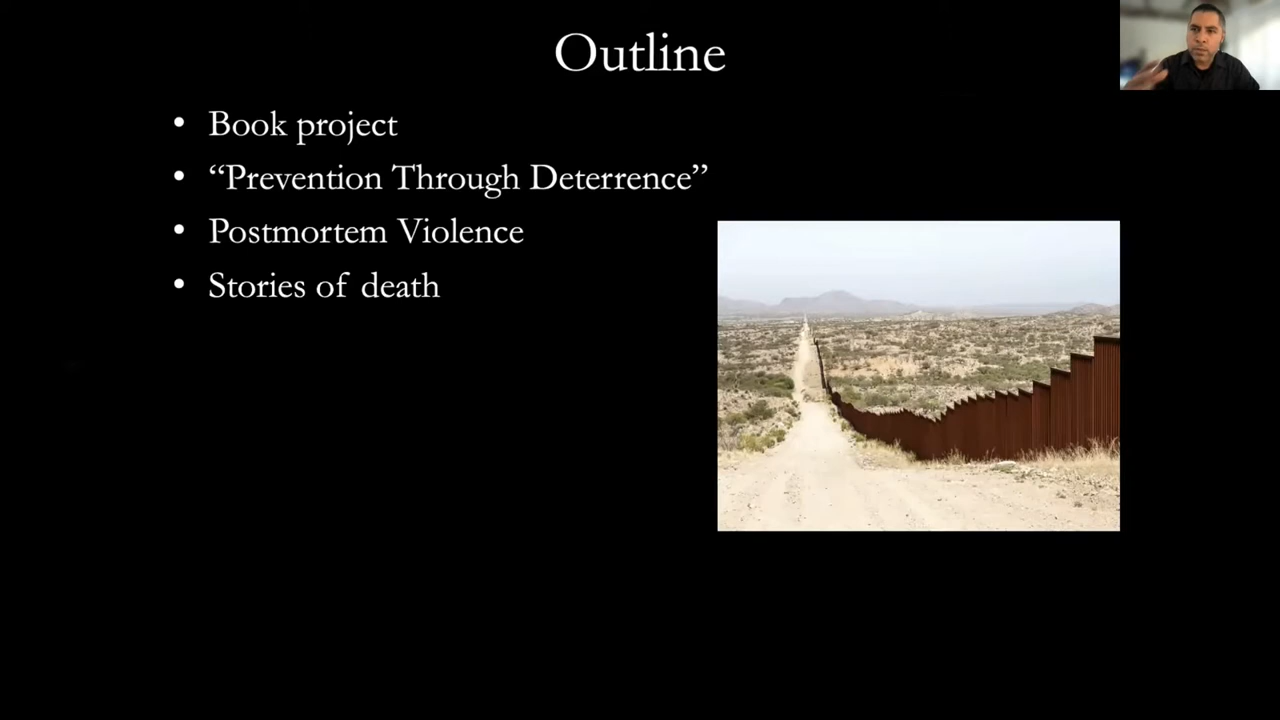 Outline
• Book project
• “Prevention Through Deterrence”
• Postmortem Violence
• Stories of death